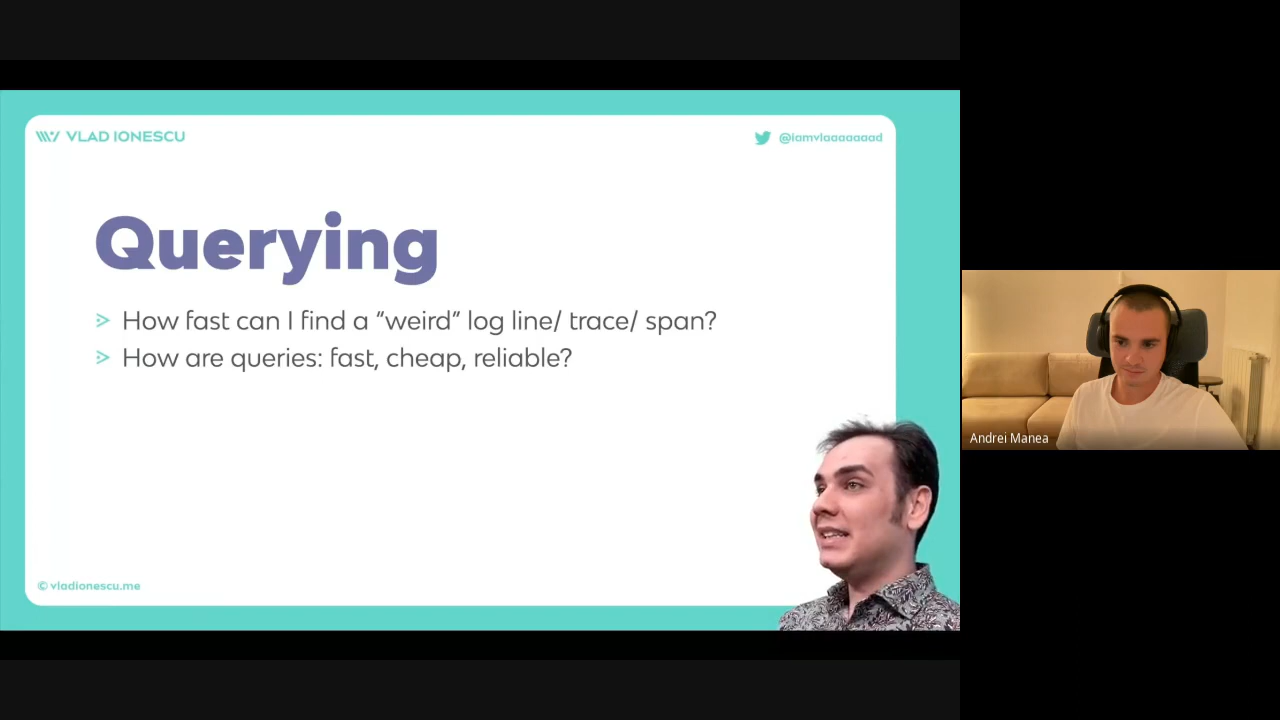 VLAD IONESCU
@iamvlaaaaaaad
Querying
How fast can I find a “weird” log line/ trace/ span?
How are queries: fast, cheap, reliable?
© vladionescu.me
Andrei Manea